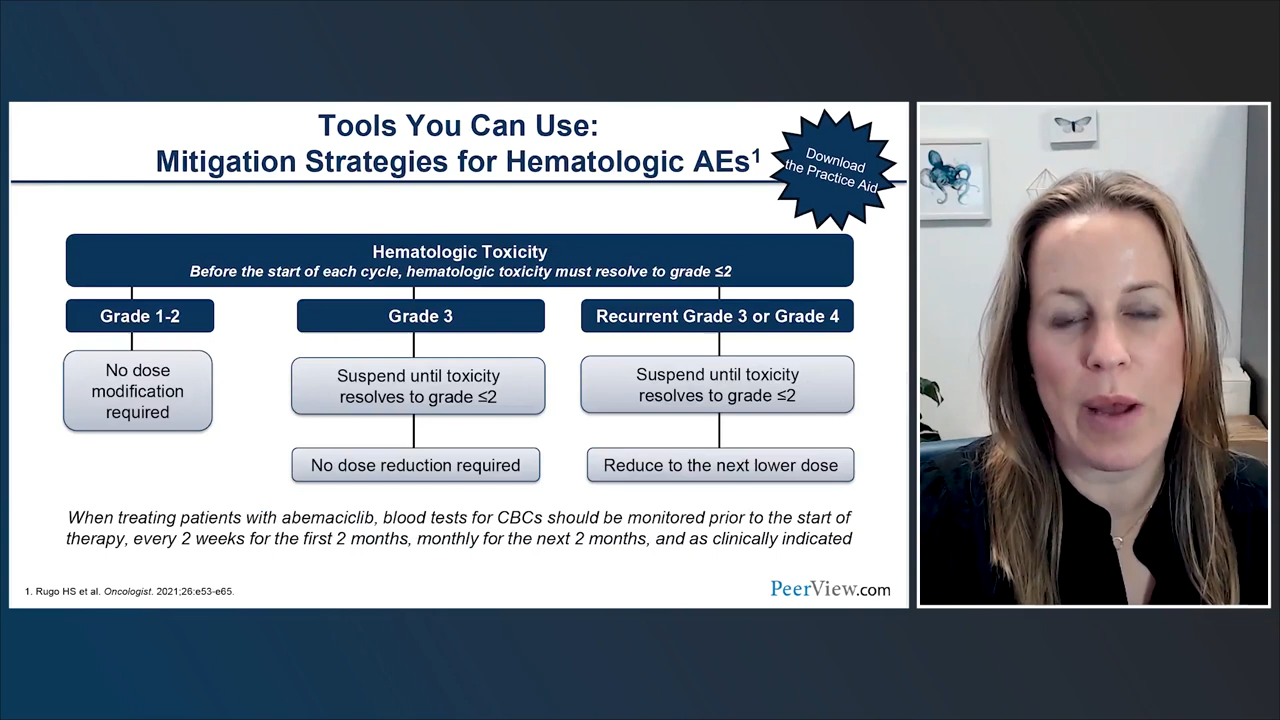 Tools You Can Use:
Mitigation Strategies for Hematologic AEs¹
Download
the Practice Aid
Hematologic Toxicity
Before the start of each cycle, hematologic toxicity must resolve to grade ≤2
Grade 1-2
No dose
modification
required
Grade 3
Suspend until toxicity
resolves to grade ≤2
No dose reduction required
Recurrent Grade 3 or Grade 4
Suspend until toxicity
resolves to grade ≤2
Reduce to the next lower dose
When treating patients with abemaciclib, blood tests for CBCs should be monitored prior to the start of
therapy, every 2 weeks for the first 2 months, monthly for the next 2 months, and as clinically indicated
1. Rugo HS et al. Oncologist. 2021;26:e53-e65.
PeerView.com